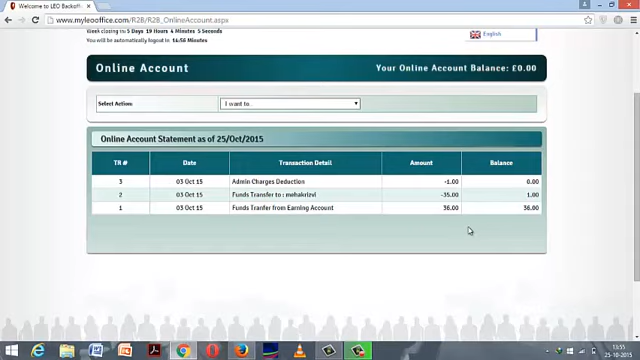 Welcome to LEO Backoff
www.myleooffice.com/R2B/R2B_OnlineAccount.aspx
Week closing in: 5 Days 19 Hours 4 Minutes 5 Seconds
You will be automatically logout in 14:56 Minutes
English
Online Account
Your Online Account Balance: £0.00
Select Action:
I want to..
Online Account Statement as of 25/Oct/2015
TR # Date Transaction Detail Amount Balance
3 03 Oct 15 Admin Charges Deduction -1.00 0.00
2 03 Oct 15 Funds Transfer to : mehakrizvi -35.00 1.00
1 03 Oct 15 Funds Tranfer from Earning Account 36.00 36.00
13:55
25-10-2015